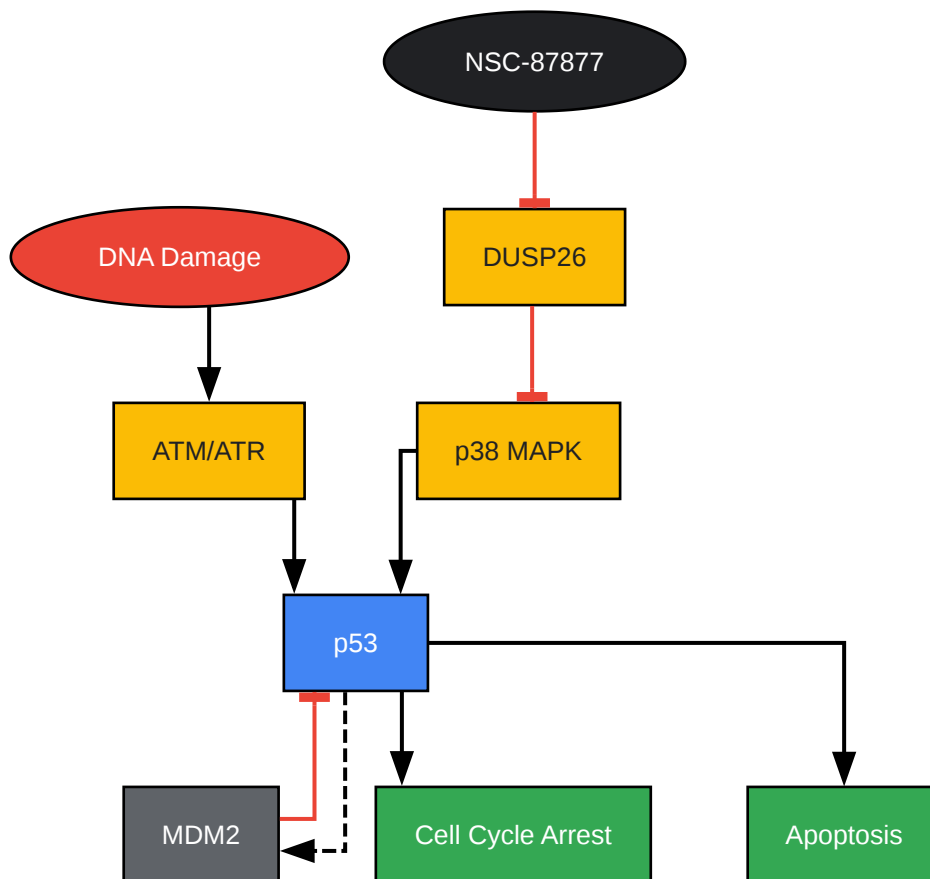 NSC-87877
DNA Damage
DUSP26
ATM/ATR
p38 MAPK
p53
MDM2
Cell Cycle Arrest
Apoptosis